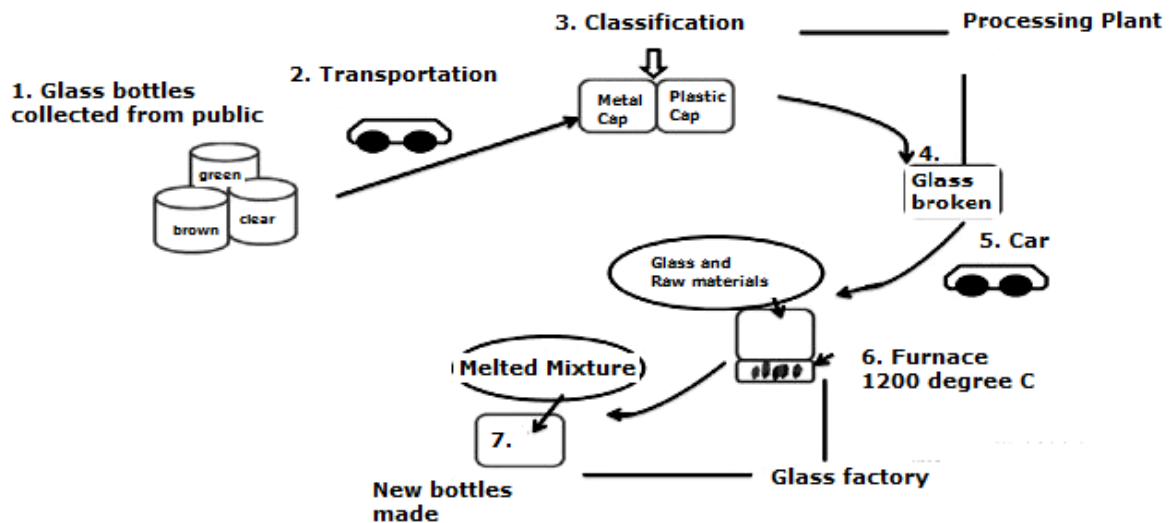 1. Glass bottles
collected from public
green
brown
clear
2. Transportation
3. Classification
Metal
Cap
Plastic
Cap
Processing Plant
4.
Glass
broken
5. Car
Glass and
Raw materials
6. Furnace
1200 degree C
Melted Mixture
7.
New bottles
made
Glass factory